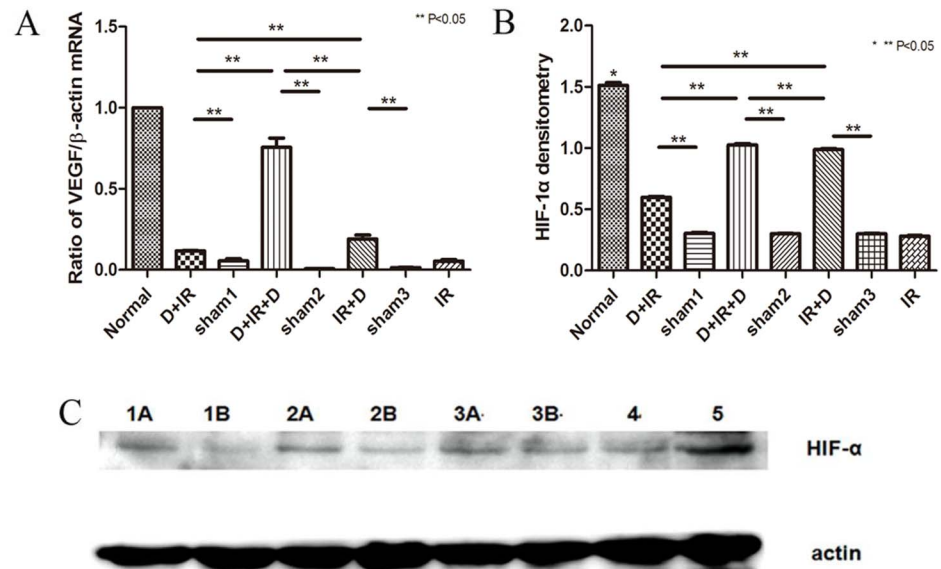 A
** P<0.05
Ratio of VEGF/β-actin mRNA
1.5
1.0
0.5
0.0
**
**
**
**
**
**
Normal
D+IR
sham1
D+IR+D
sham2
IR+D
sham3
IR
B
* ** P<0.05
HIF-1α densitometry
2.0
1.5
1.0
0.5
0.0
*
**
**
**
**
**
**
Normal
D+IR
sham1
D+IR+D
sham2
IR+D
sham3
IR
C
1A 1B 2A 2B 3A· 3B· 4 5
HIF-α
actin